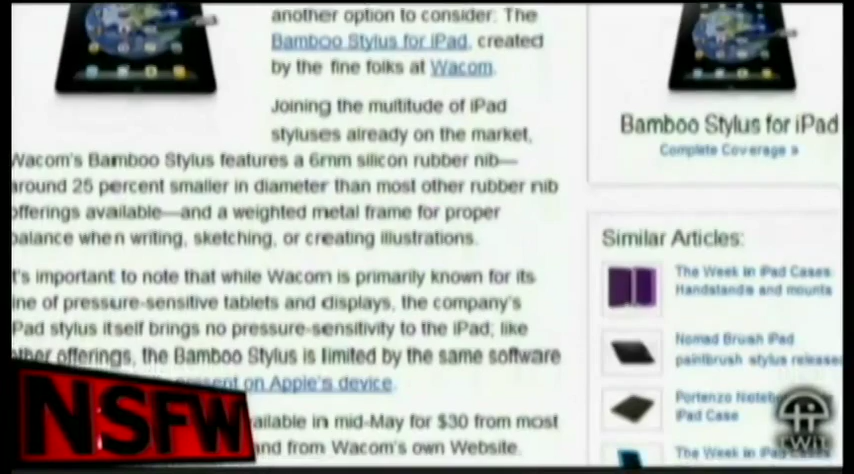 another option to consider: The
Bamboo Stylus for iPad, created
by the fine folks at Wacom.
Joining the multitude of iPad
styluses already on the market,
Wacom's Bamboo Stylus features a 6mm silicon rubber nib—
around 25 percent smaller in diameter than most other rubber nib
offerings available—and a weighted metal frame for proper
balance when writing, sketching, or creating illustrations.
t's important to note that while Wacom is primarily known for its
ine of pressure-sensitive tablets and displays, the company's
Pad stylus itself brings no pressure-sensitivity to the iPad; like
other offerings, the Bamboo Stylus is limited by the same software
on Apple's device.
ailable in mid-May for $30 from most
nd from Wacom's own Website.
Bamboo Stylus for iPad
Complete Coverage »
Similar Articles:
The Week in iPad Cases:
Handstands and mounts
Nomad Brush iPad
paintbrush stylus release
Portenzo
iPad Case
The Week in iPad
NSFW
TWiT